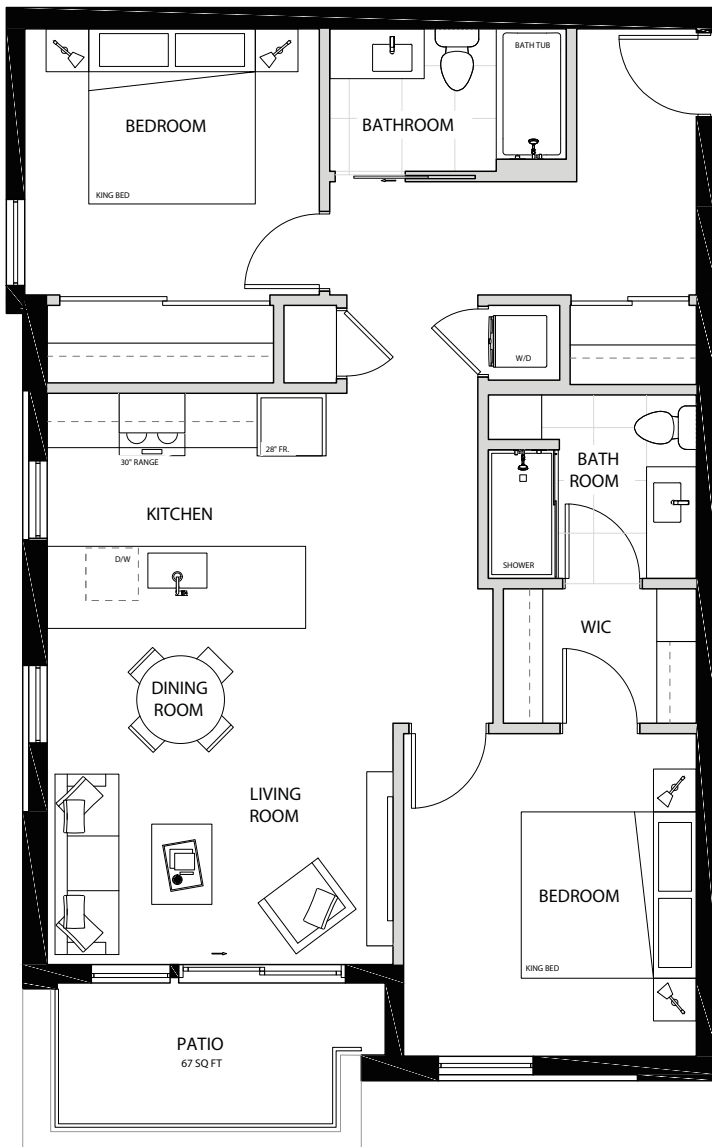 BATH TUB
BEDROOM
BATHROOM
KING BED
W/D
28" FR.
30" RANGE
BATH
ROOM
KITCHEN
D/W
SHOWER
WIC
DINING
ROOM
LIVING
ROOM
BEDROOM
KING BED
PATIO
67 SQ FT